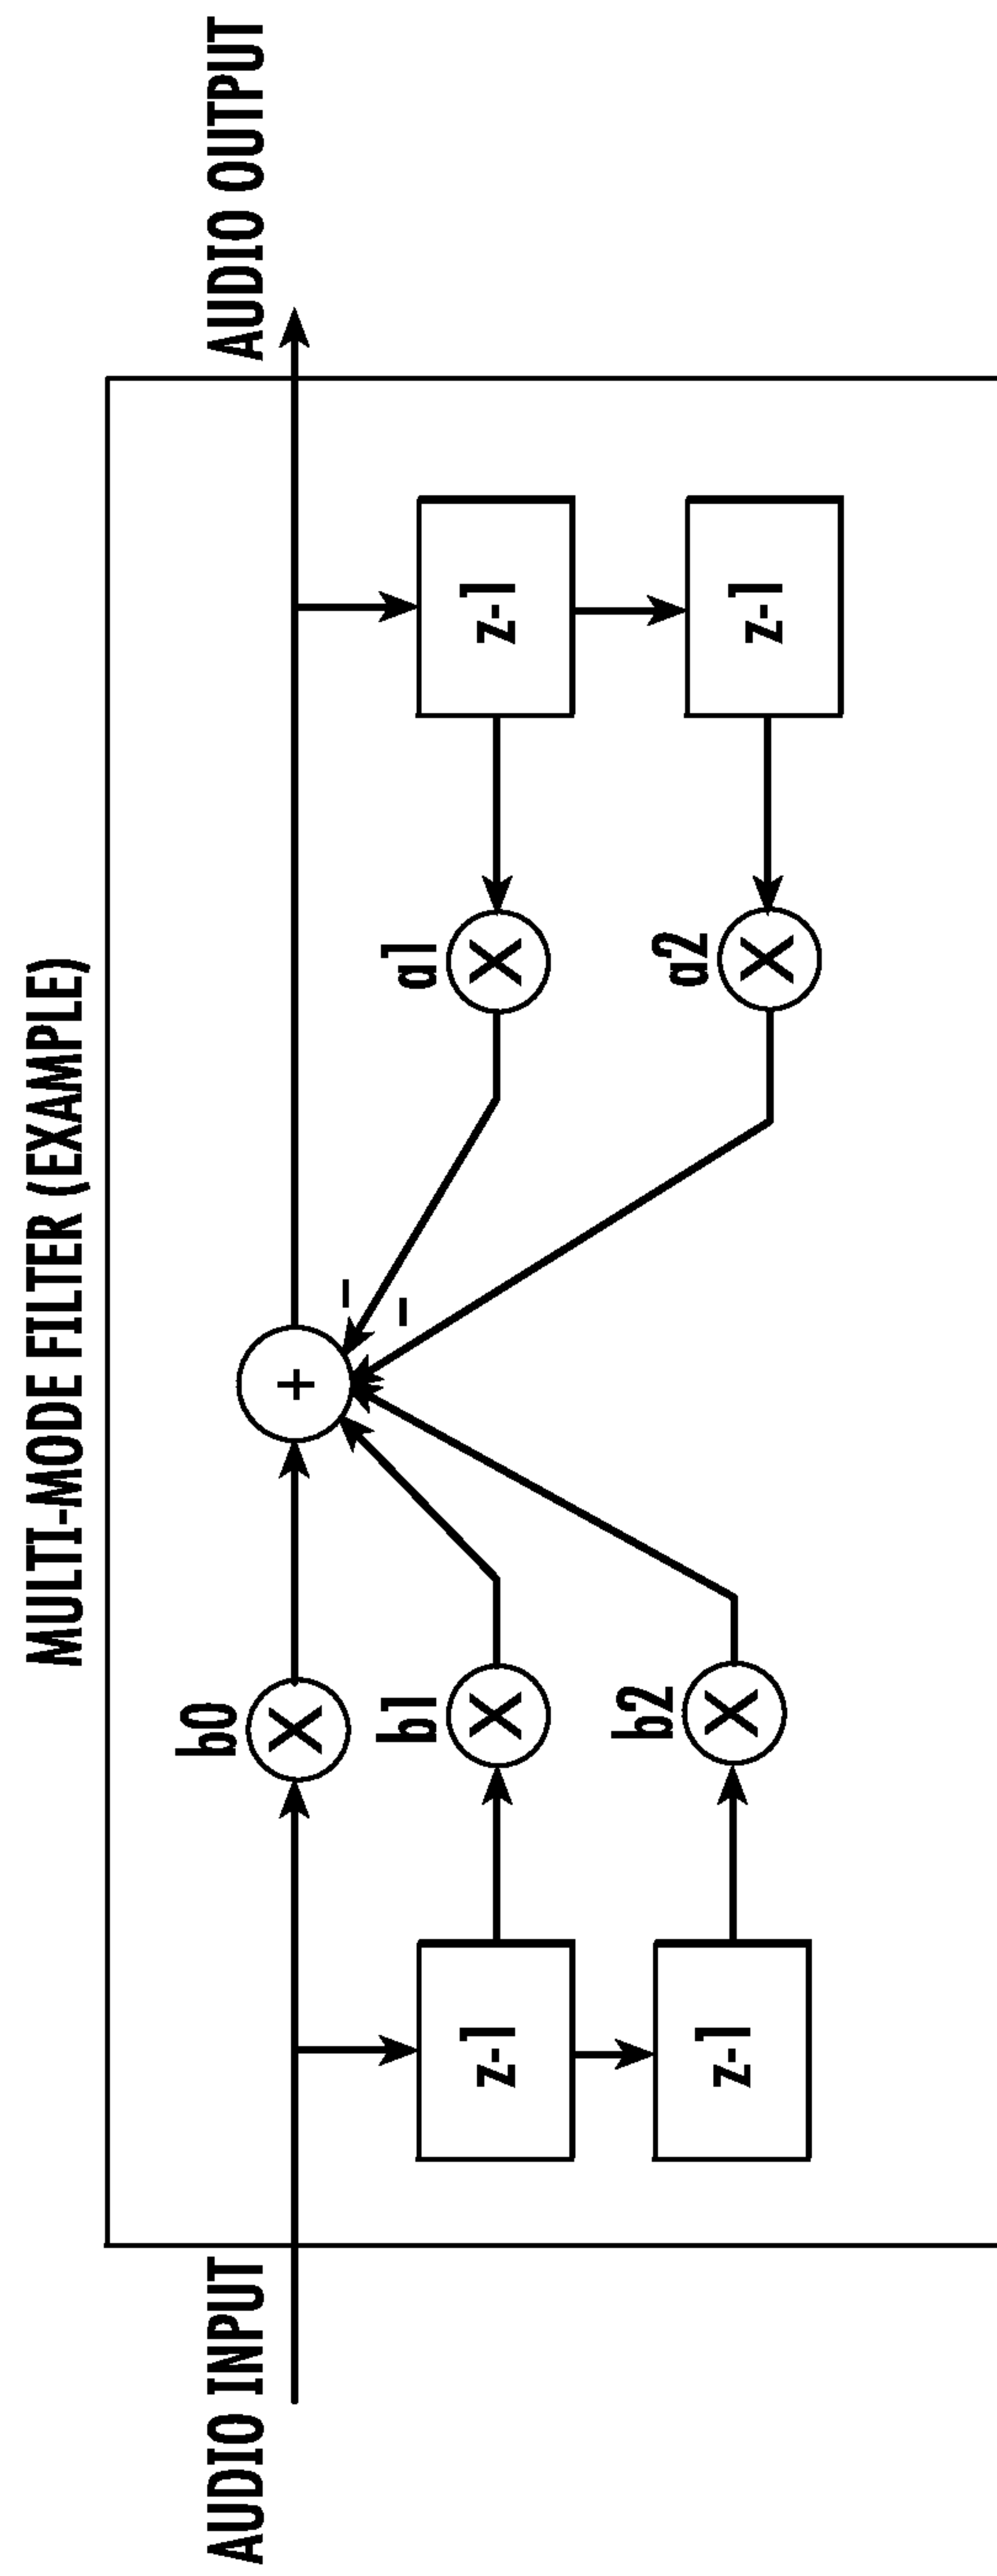 MULTI-MODE FILTER (EXAMPLE)
AUDIO INPUT
AUDIO OUTPUT
b0
X
+
z-1
b1
X
a1
X
z-1
z-1
b2
X
a2
X
z-1
–
–